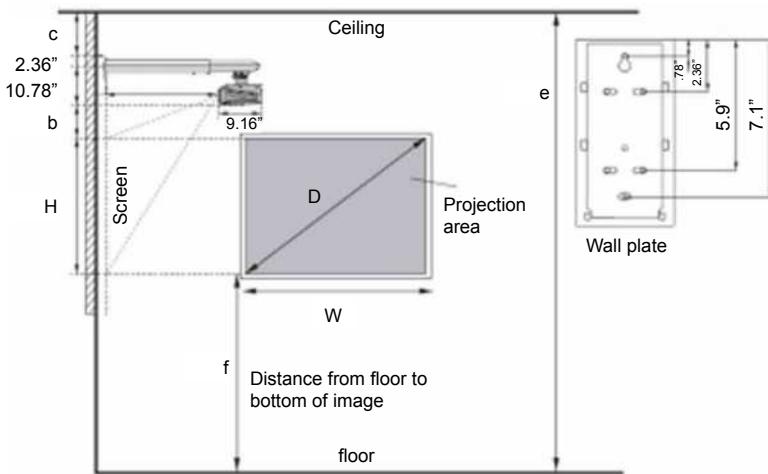 Ceiling
c
2.36”
10.78”
b
9.16”
H
Screen
D
Projection
area
W
f
Distance from floor to
bottom of image
floor
e
.78”
2.36”
5.9”
7.1”
Wall plate